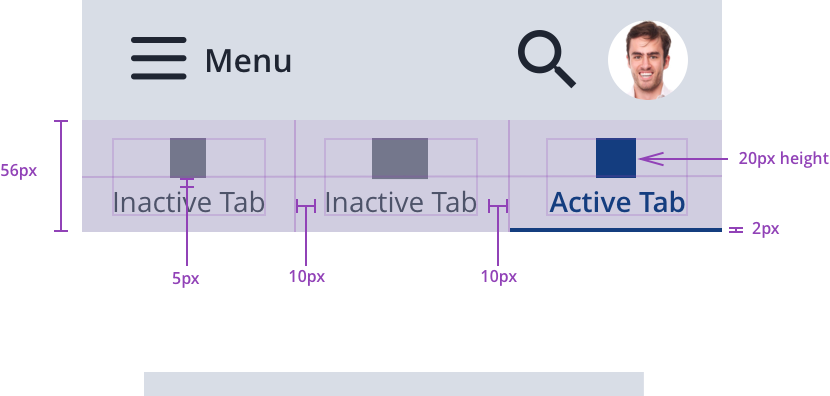 Menu
56px
20px height
Inactive Tab
Inactive Tab
Active Tab
2px
5px
10px
10px